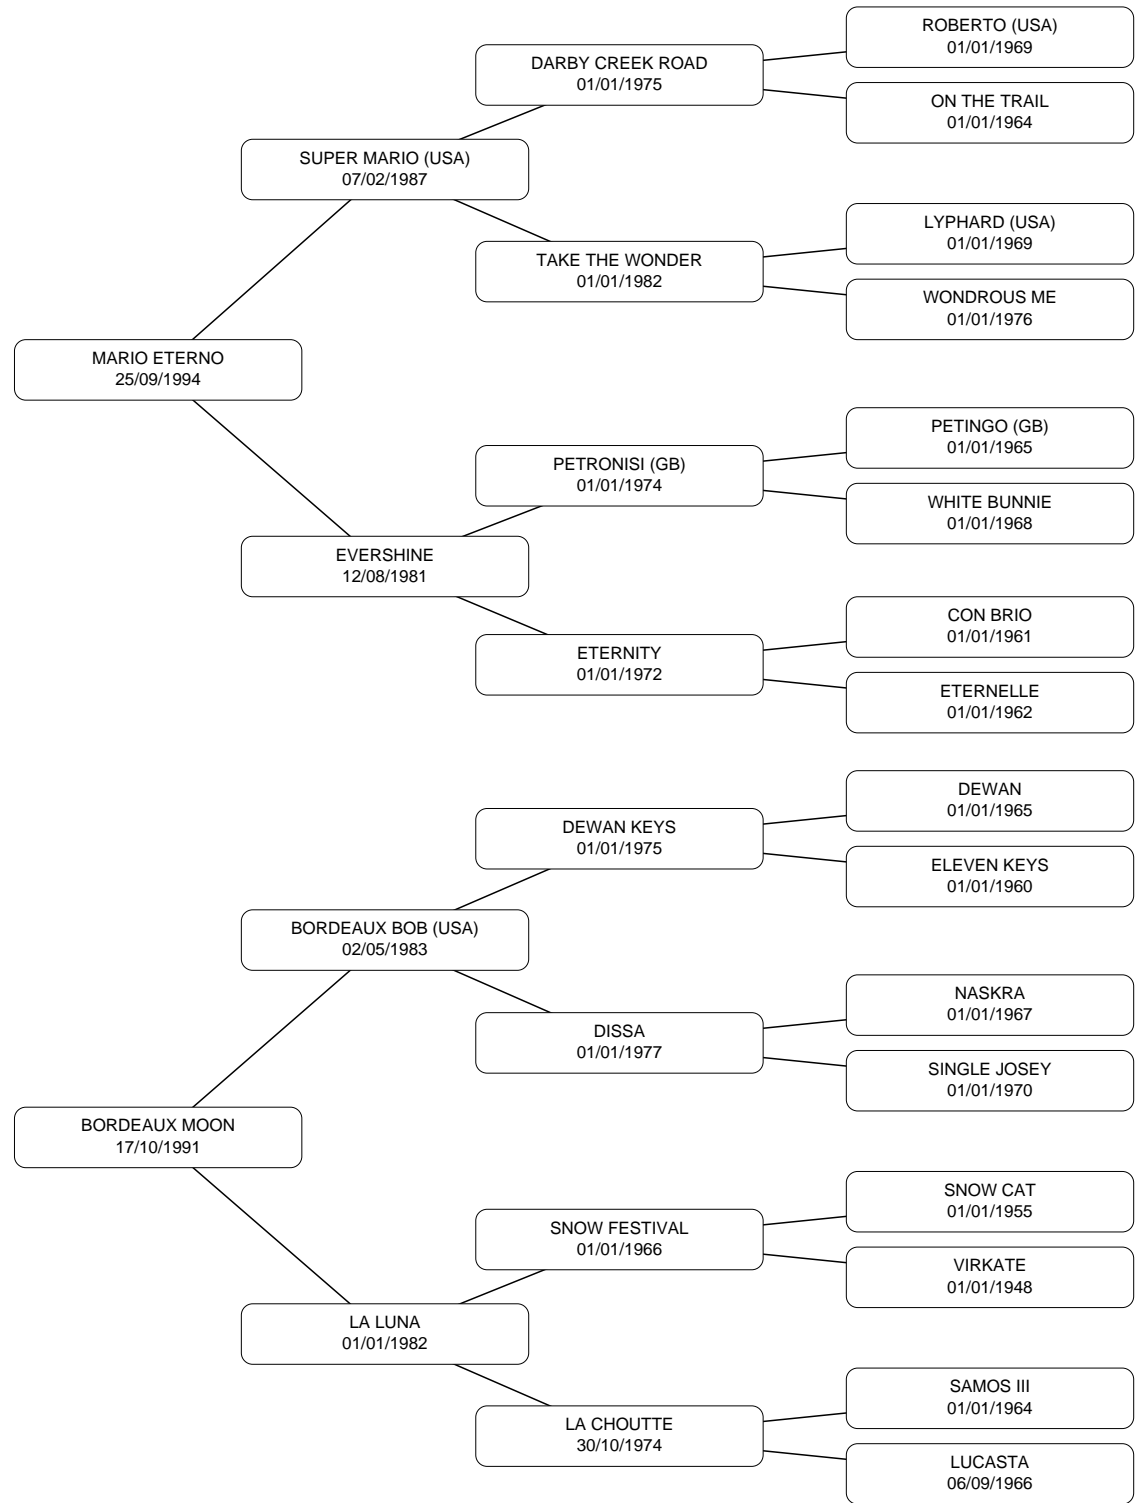 ROBERTO (USA)
01/01/1969
DARBY CREEK ROAD
01/01/1975
ON THE TRAIL
01/01/1964
SUPER MARIO (USA)
07/02/1987
LYPHARD (USA)
01/01/1969
TAKE THE WONDER
01/01/1982
WONDROUS ME
01/01/1976
MARIO ETERNO
25/09/1994
PETINGO (GB)
01/01/1965
PETRONISI (GB)
01/01/1974
WHITE BUNNIE
01/01/1968
EVERSHINE
12/08/1981
CON BRIO
01/01/1961
ETERNITY
01/01/1972
ETERNELLE
01/01/1962
DEWAN
01/01/1965
DEWAN KEYS
01/01/1975
ELEVEN KEYS
01/01/1960
BORDEAUX BOB (USA)
02/05/1983
NASKRA
01/01/1967
DISSA
01/01/1977
SINGLE JOSEY
01/01/1970
BORDEAUX MOON
17/10/1991
SNOW CAT
01/01/1955
SNOW FESTIVAL
01/01/1966
VIRKATE
01/01/1948
LA LUNA
01/01/1982
SAMOS III
01/01/1964
LA CHOUTTE
30/10/1974
LUCASTA
06/09/1966